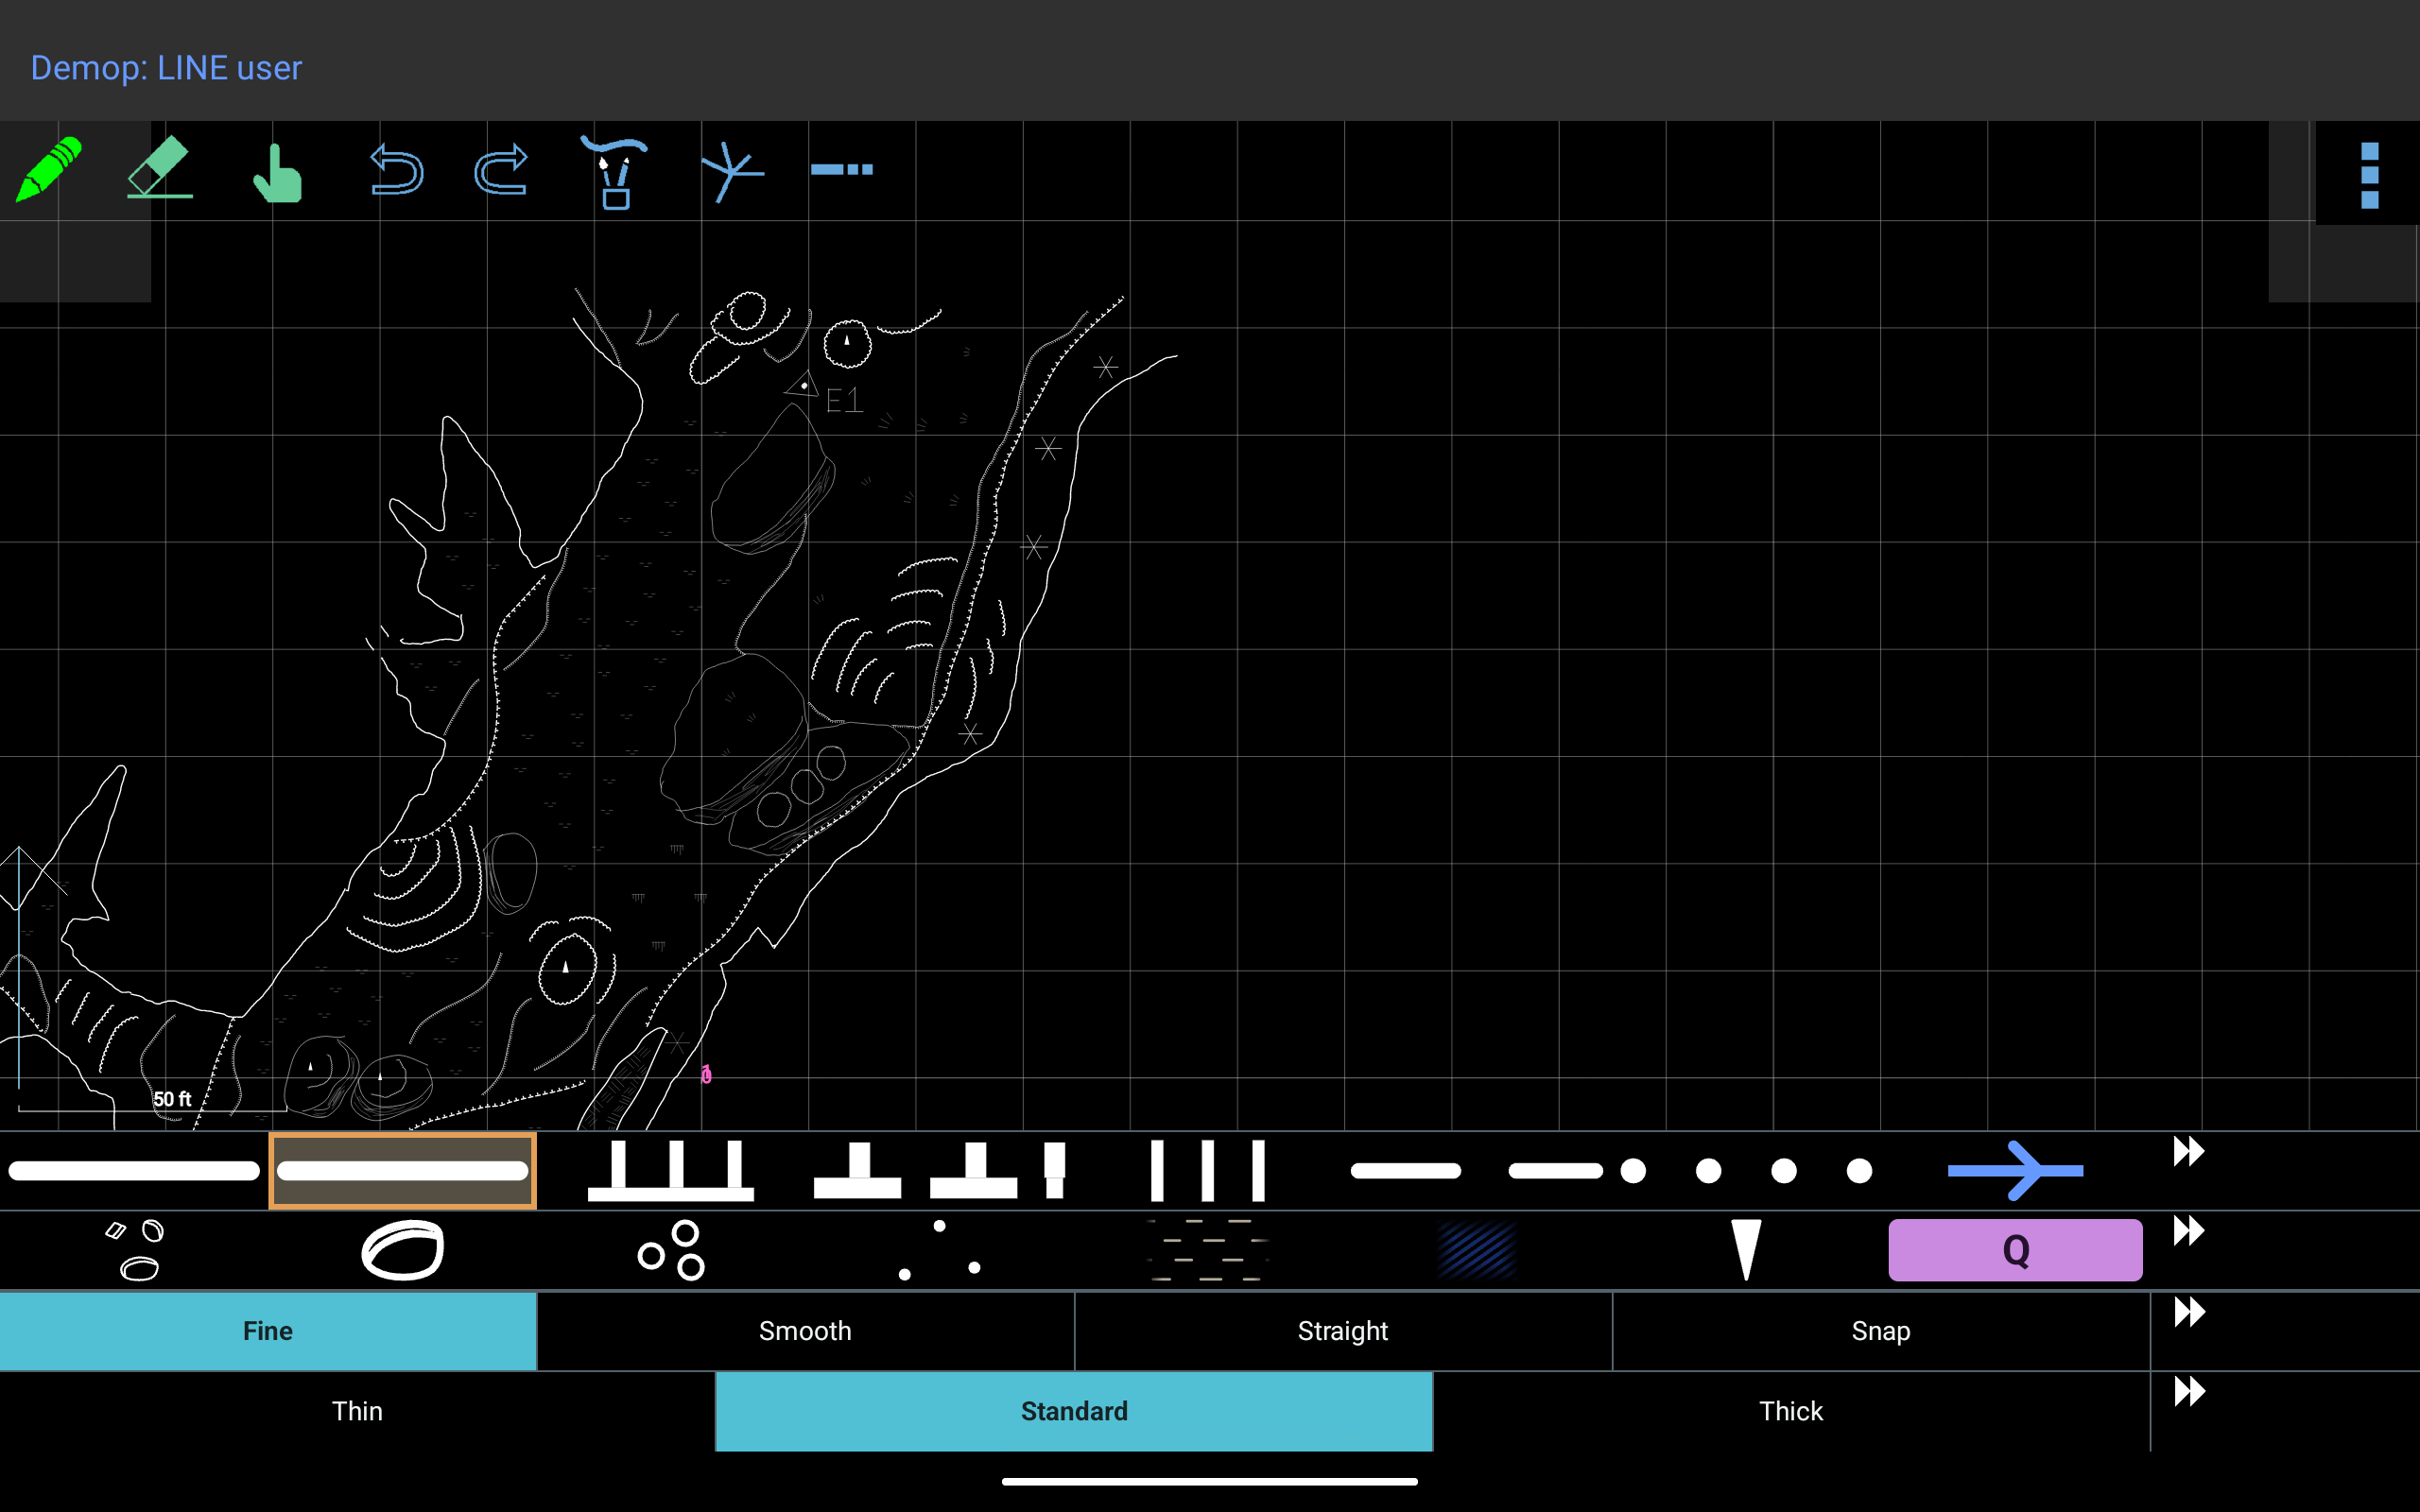 Demop: LINE user
E1
50 ft
Q
Fine Smooth Straight Snap
Thin Standard Thick